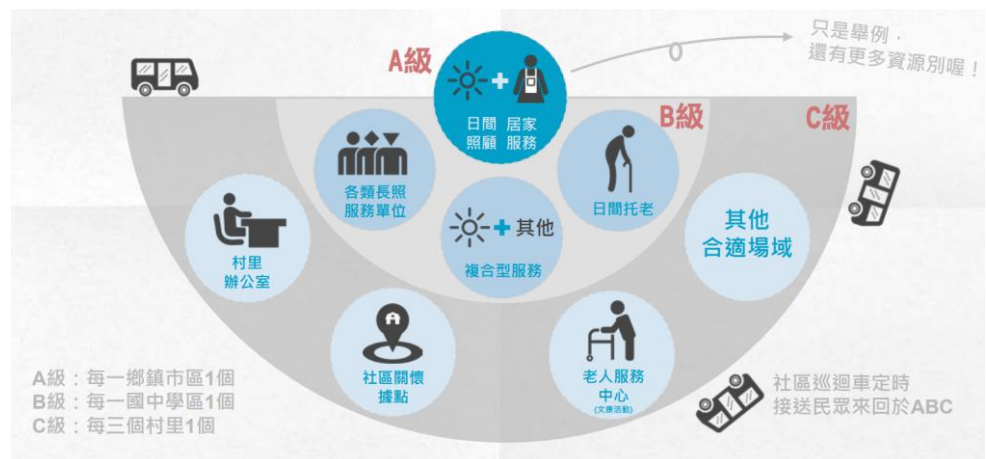 只是舉例．
還有更多資源別喔！
A級
日間 居家
照顧 服務
B級
C級
各類長照
服務單位
日間托老
其他
複合型服務
其他
合適場域
村里
辦公室
社區關懷
據點
老人服務
中心
(文康活動)
A級：每一鄉鎮市區1個
B級：每一國中學區1個
C級：每三個村里1個
社區巡迴車定時
接送民眾來回於ABC